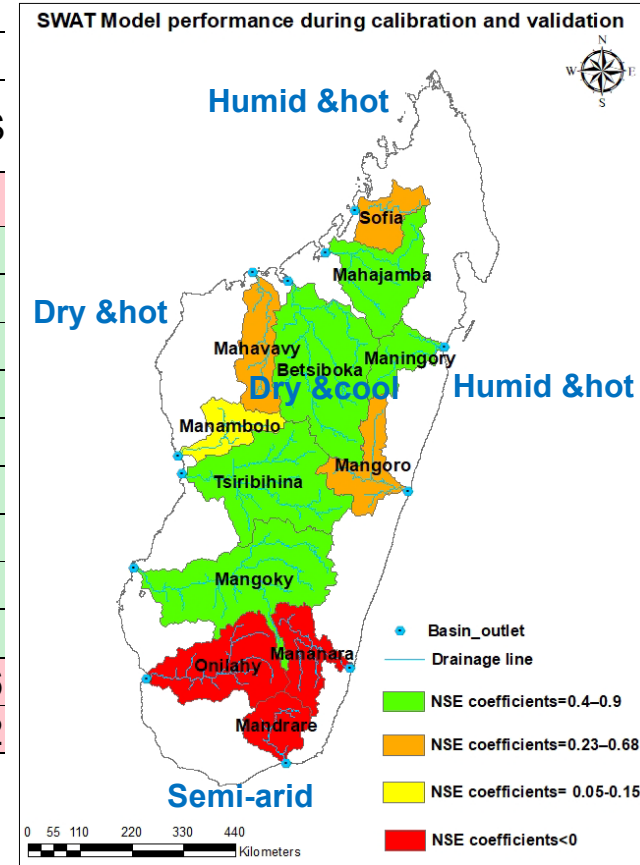 SWAT Model performance during calibration and validation
N
W E
S
Humid &hot
Sofia
Mahajamba
Dry &hot
Mahavavy
Betsiboka
Maningory
Dry &cool
Humid &hot
Manambolo
Mangoro
Tsiribihina
Mangoky
Onilahy
Mananara
Mandrare
Semi-arid
Basin_outlet
Drainage line
NSE coefficients=0.4–0.9
NSE coefficients=0.23–0.68
NSE coefficients= 0.05-0.15
NSE coefficients<0
0 55 110 220 330 440
Kilometers